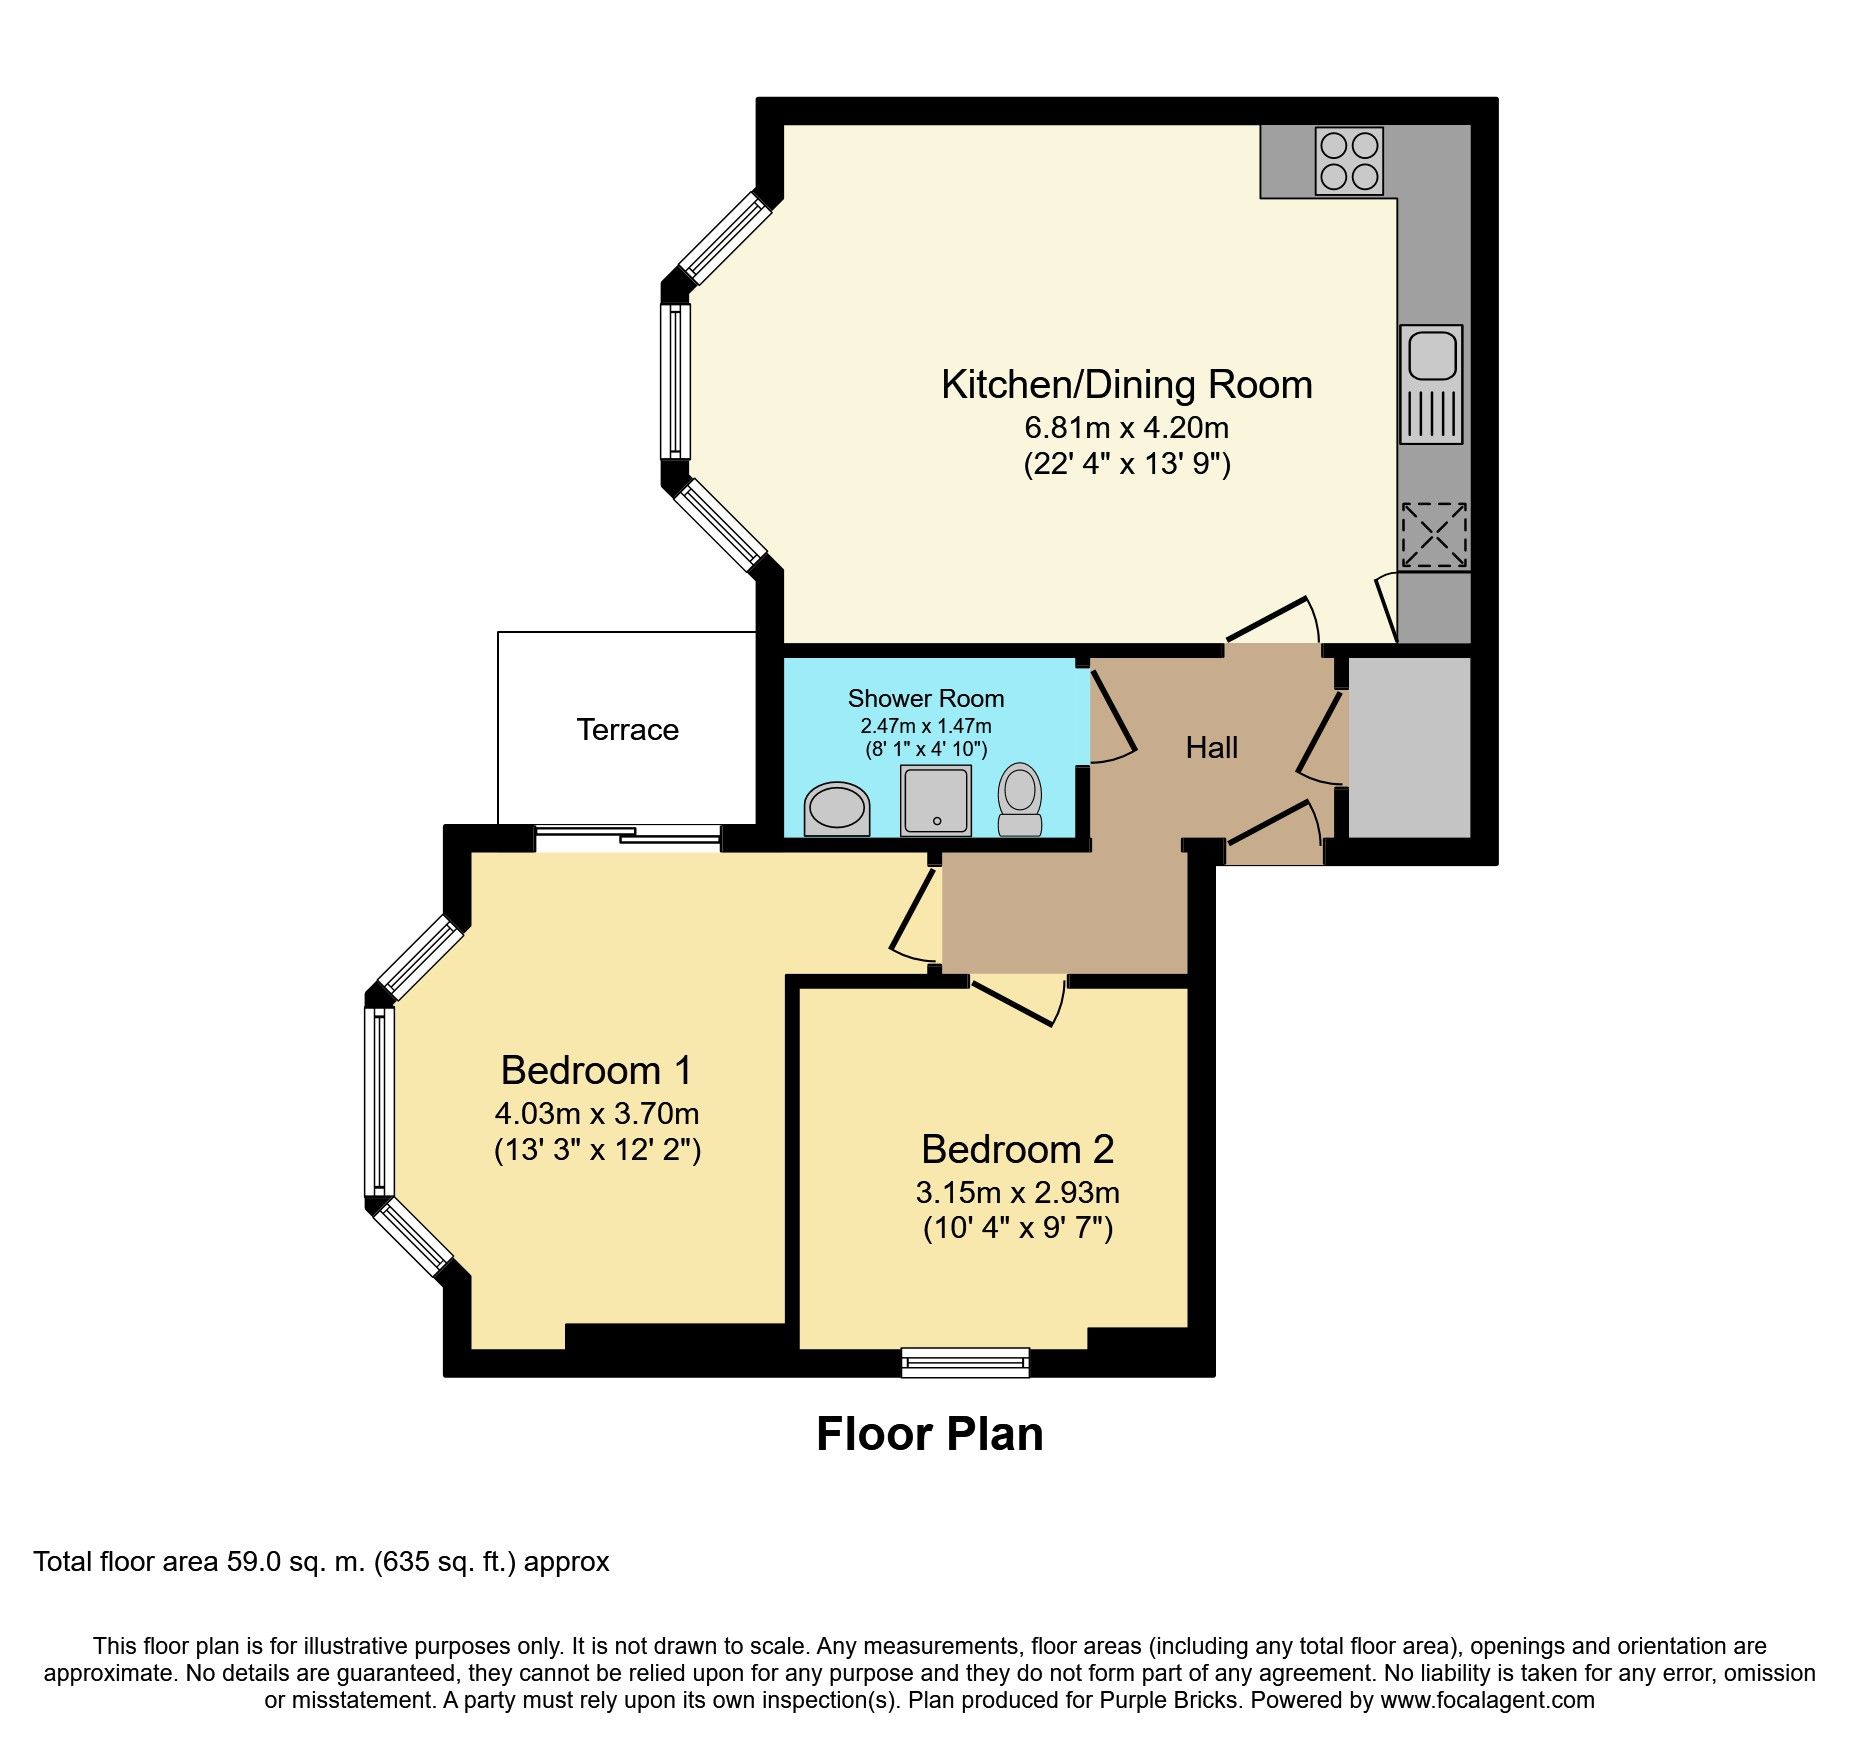 Kitchen/Dining Room
6.81m x 4.20m
(22' 4" x 13' 9")
Shower Room
2.47m x 1.47m
(8' 1" x 4' 10")
Terrace
Hall
Bedroom 1
4.03m x 3.70m
(13' 3" x 12' 2")
Bedroom 2
3.15m x 2.93m
(10' 4" x 9' 7")
Floor Plan
Total floor area 59.0 sq. m. (635 sq. ft.) approx
This floor plan is for illustrative purposes only. It is not drawn to scale. Any measurements, floor areas (including any total floor area), openings and orientation are
approximate. No details are guaranteed, they cannot be relied upon for any purpose and they do not form part of any agreement. No liability is taken for any error, omission
or misstatement. A party must rely upon its own inspection(s). Plan produced for Purple Bricks. Powered by www.focalagent.com